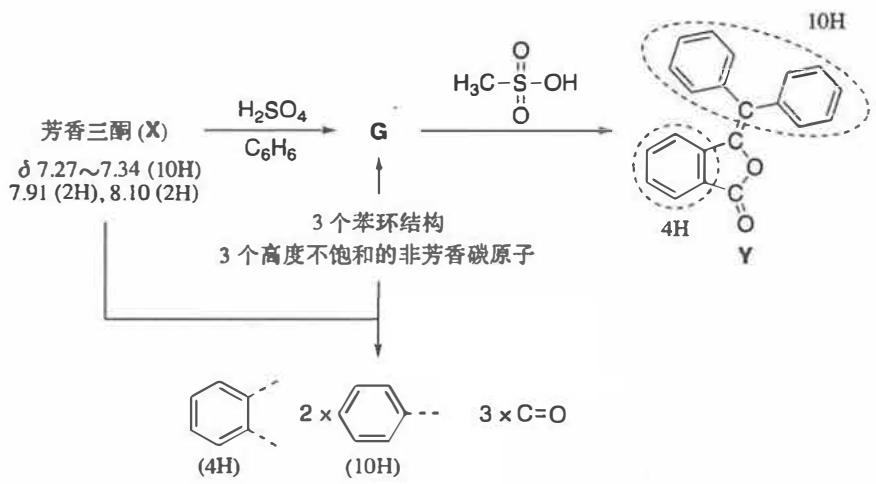 10H
O
H₃C-S-OH
O
H₂SO₄
芳香三酮 (X)
G
C₆H₆
δ 7.27~7.34 (10H)
7.91 (2H), 8.10 (2H)
C
C
O
C
O
4H
Y
3 个苯环结构
3 个高度不饱和的非芳香碳原子
2 x
3 x C=O
(4H)
(10H)